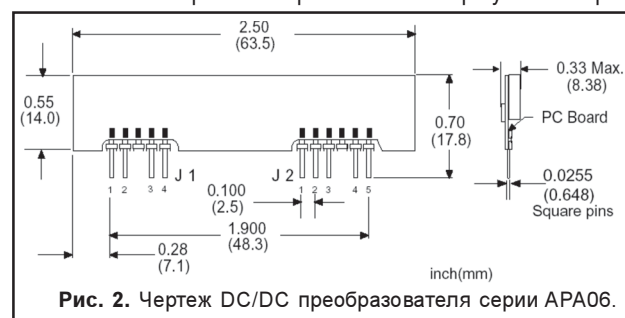 2.50
(63.5)
0.55
(14.0)
0.33 Max.
(8.38)
0.70
(17.8)
PC Board
J 1
J 2
1 2 3 4
1 2 3 4 5
0.100
(2.5)
0.0255
(0.648)
Square pins
1.900
(48.3)
0.28
(7.1)
inch(mm)
Рис. 2. Чертеж DC/DC преобразователя серии APA06.